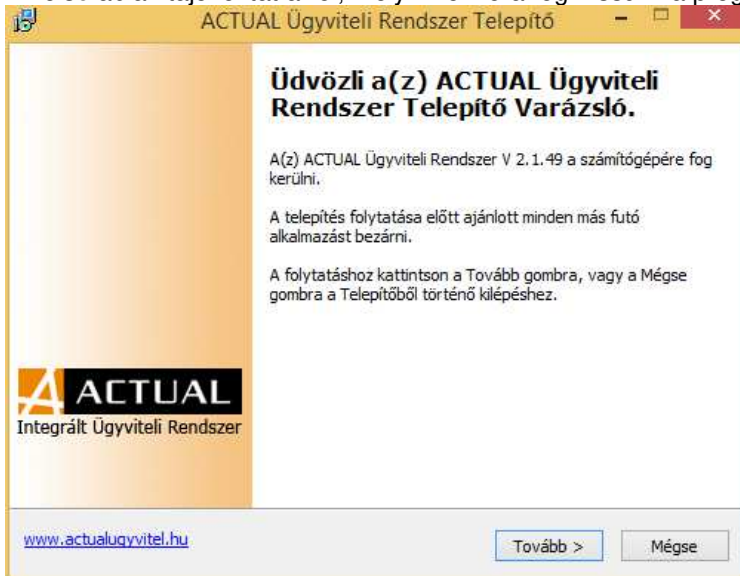 ACTUAL Ügyviteli Rendszer Telepítő
Üdvözli a(z) ACTUAL Ügyviteli
Rendszer Telepítő Varázsló.
A(z) ACTUAL Ügyviteli Rendszer V 2.1.49 a számítógépére fog
kerülni.
A telepítés folytatása előtt ajánlott minden más futó
alkalmazást bezárni.
A folytatáshoz kattintson a Tovább gombra, vagy a Mégse
gombra a Telepítőből történő kilépéshez.
ACTUAL
Integrált Ügyviteli Rendszer
www.actualugyvitel.hu
Tovább >
Mégse